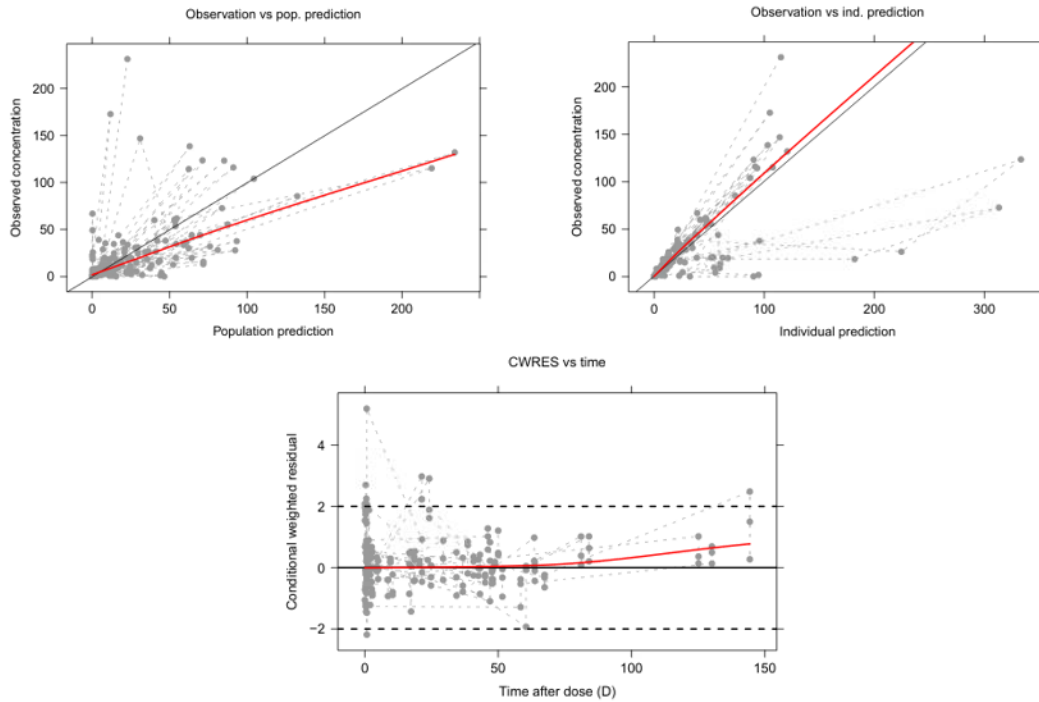 Observation vs pop. prediction
Observed concentration
200
150
100
50
0
0 50 100 150 200
Population prediction
Observation vs ind. prediction
Observed concentration
200
150
100
50
0
0 100 200 300
Individual prediction
CWRES vs time
Conditional weighted residual
4
2
0
−2
0 50 100 150
Time after dose (D)